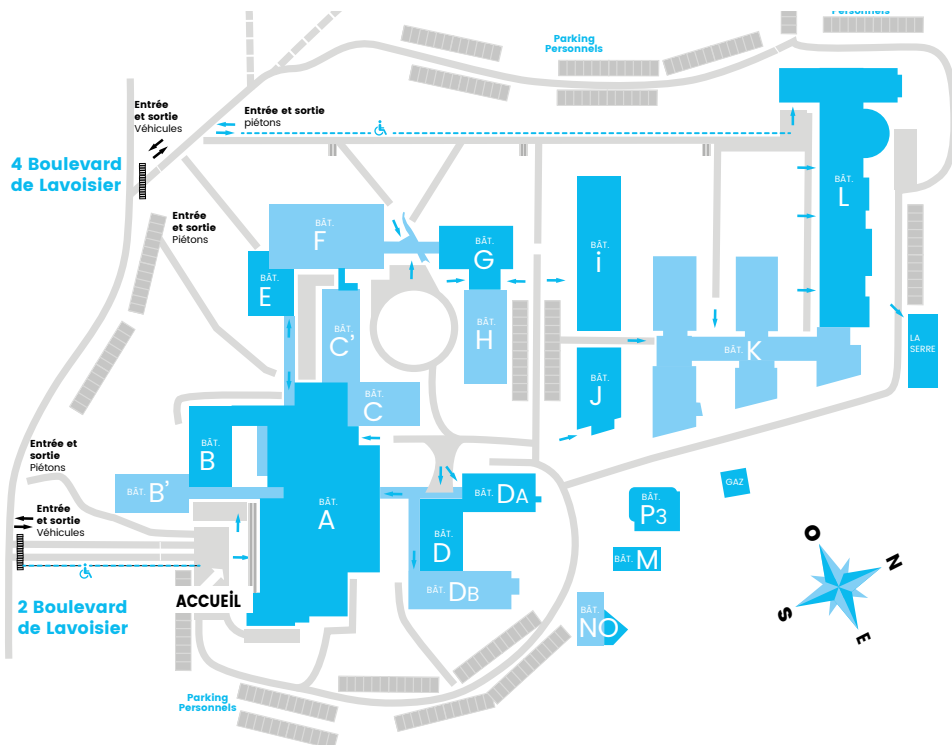 Personnels
Parking
Personnels
Entrée
et sortie
Véhicules
Entrée et sortie
piétons
4 Boulevard
de Lavoisier
Entrée
et sortie
Piétons
BÂT.
F
BÂT.
G
BÂT.
E
BÂT.
i
BÂT.
L
BÂT.
C'
BÂT.
H
BÂT.
K
LA
SERRE
BÂT.
J
BÂT.
C
BÂT.
B
Entrée et
sortie
Piétons
BÂT.
B'
BÂT.
A
BÂT.
DA
GAZ
BÂT.
P3
Entrée
et sortie
Véhicules
BÂT.
D
BÂT.
M
BÂT.
DB
ACCUEiL
2 Boulevard
de Lavoisier
BÂT.
NO
O
N
S
E
Parking
Personnels